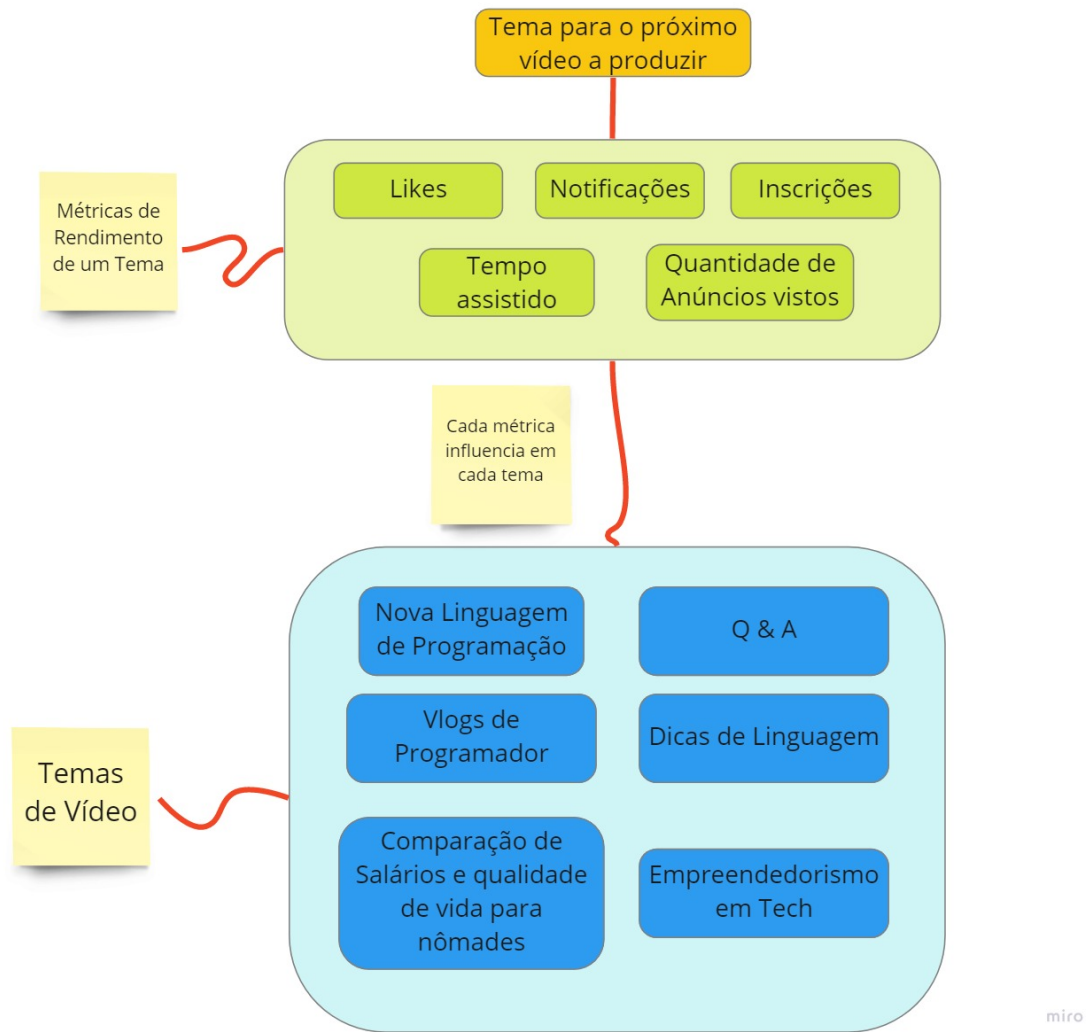 Tema para o próximo
vídeo a produzir
Métricas de
Rendimento
de um Tema
Likes
Notificações
Inscrições
Tempo
assistido
Quantidade de
Anúncios vistos
Cada métrica
influencia em
cada tema
Temas
de Vídeo
Nova Linguagem
de Programação
Q & A
Vlogs de
Programador
Dicas de Linguagem
Comparação de
Salários e qualidade
de vida para
nômades
Empreendedorismo
em Tech
miro